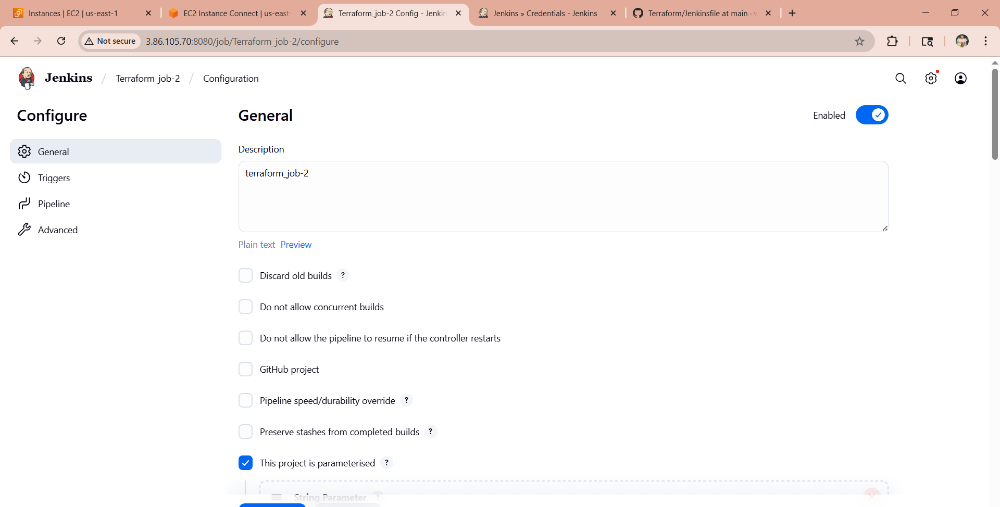 Instances | EC2 | us-east-1
EC2 Instance Connect | us-east-
Terraform_job-2 Config - Jenkin
Jenkins » Credentials - Jenkins
Terraform/Jenkinsfile at main · v
Not secure
3.86.105.70:8080/job/Terraform_job-2/configure
Jenkins / Terraform_job-2 / Configuration
Configure
General
Triggers
Pipeline
Advanced
General
Enabled
Description
terraform_job-2
Plain text Preview
Discard old builds ?
Do not allow concurrent builds
Do not allow the pipeline to resume if the controller restarts
GitHub project
Pipeline speed/durability override ?
Preserve stashes from completed builds ?
This project is parameterised ?
String Parameter ?